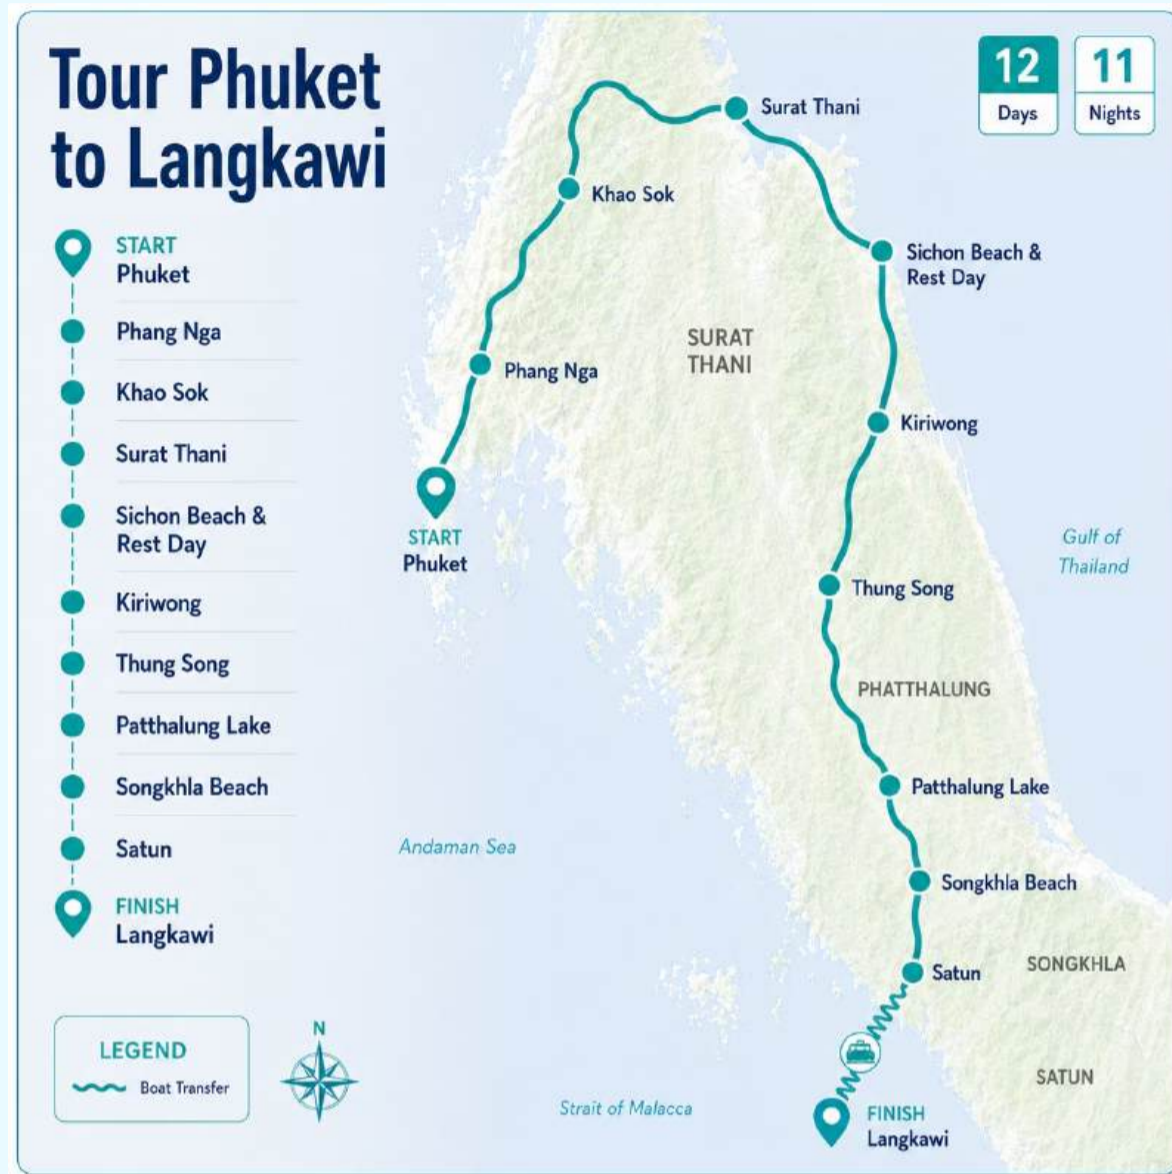 Tour Phuket
to Langkawi
12
Days
11
Nights
START
Phuket
Phang Nga
Khao Sok
Surat Thani
Sichon Beach &
Rest Day
Kiriwong
Thung Song
Patthalung Lake
Songkhla Beach
Satun
FINISH
Langkawi
LEGEND
Boat Transfer
N
Surat Thani
Khao Sok
Sichon Beach &
Rest Day
SURAT
THANI
Phang Nga
Kiriwong
START
Phuket
Gulf of
Thailand
Thung Song
PHATTHALUNG
Patthalung Lake
Andaman Sea
Songkhla Beach
SONGKHLA
Satun
SATUN
Strait of Malacca
FINISH
Langkawi